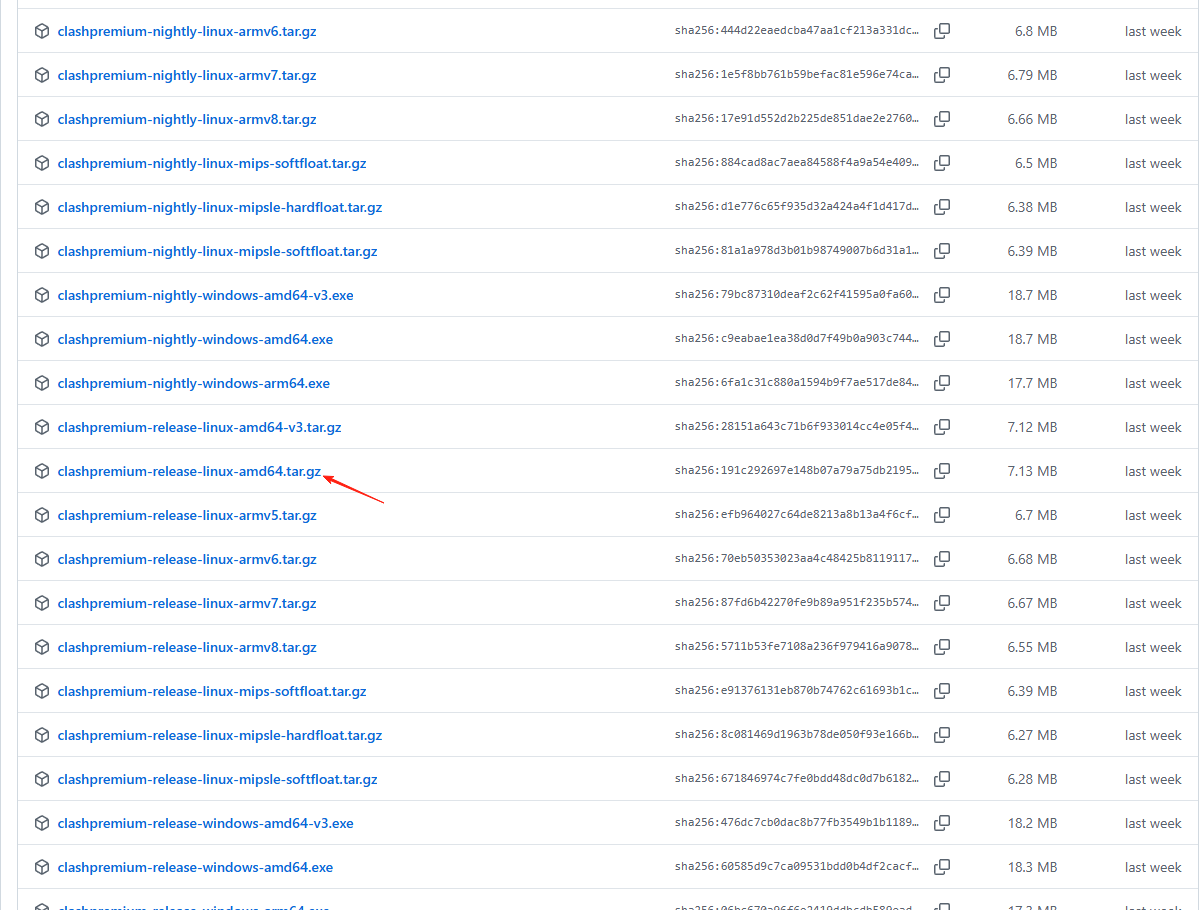 clashpremium-nightly-linux-armv6.tar.gz sha256:444d22eaedcba47aa1cf213a331dc… 6.8 MB last week
clashpremium-nightly-linux-armv7.tar.gz sha256:1e5f8bb761b59befac81e596e74ca… 6.79 MB last week
clashpremium-nightly-linux-armv8.tar.gz sha256:17e91d552d2b225de851dae2e2760… 6.66 MB last week
clashpremium-nightly-linux-mips-softfloat.tar.gz sha256:884cad8ac7aea84588f4a9a54e409… 6.5 MB last week
clashpremium-nightly-linux-mipsle-hardfloat.tar.gz sha256:d1e776c65f935d32a424a4f1d417d… 6.38 MB last week
clashpremium-nightly-linux-mipsle-softfloat.tar.gz sha256:81a1a978d3b01b98749007b6d31a1… 6.39 MB last week
clashpremium-nightly-windows-amd64-v3.exe sha256:79bc87310deaf2c62f41595a0fa60… 18.7 MB last week
clashpremium-nightly-windows-amd64.exe sha256:c9eabae1ea38d0d7f49b0a903c744… 18.7 MB last week
clashpremium-nightly-windows-arm64.exe sha256:6fa1c31c880a1594b9f7ae517de84… 17.7 MB last week
clashpremium-release-linux-amd64-v3.tar.gz sha256:28151a643c71b6f933014cc4e05f4… 7.12 MB last week
clashpremium-release-linux-amd64.tar.gz sha256:191c292697e148b07a79a75db2195… 7.13 MB last week
clashpremium-release-linux-armv5.tar.gz sha256:efb964027c64de8213a8b13a4f6cf… 6.7 MB last week
clashpremium-release-linux-armv6.tar.gz sha256:70eb50353023aa4c48425b8119117… 6.68 MB last week
clashpremium-release-linux-armv7.tar.gz sha256:87fd6b42270fe9b89a951f235b574… 6.67 MB last week
clashpremium-release-linux-armv8.tar.gz sha256:5711b53fe7108a236f979416a9078… 6.55 MB last week
clashpremium-release-linux-mips-softfloat.tar.gz sha256:e91376131eb870b74762c61693b1c… 6.39 MB last week
clashpremium-release-linux-mipsle-hardfloat.tar.gz sha256:8c081469d1963b78de050f93e166b… 6.27 MB last week
clashpremium-release-linux-mipsle-softfloat.tar.gz sha256:671846974c7fe0bdd48dc0d7b6182… 6.28 MB last week
clashpremium-release-windows-amd64-v3.exe sha256:476dc7cb0dac8b77fb3549b1b1189… 18.2 MB last week
clashpremium-release-windows-amd64.exe sha256:60585d9c7ca09531bdd0b4df2cacf… 18.3 MB last week
clashpremium-release-windows-arm64.exe 17.3 MB last week